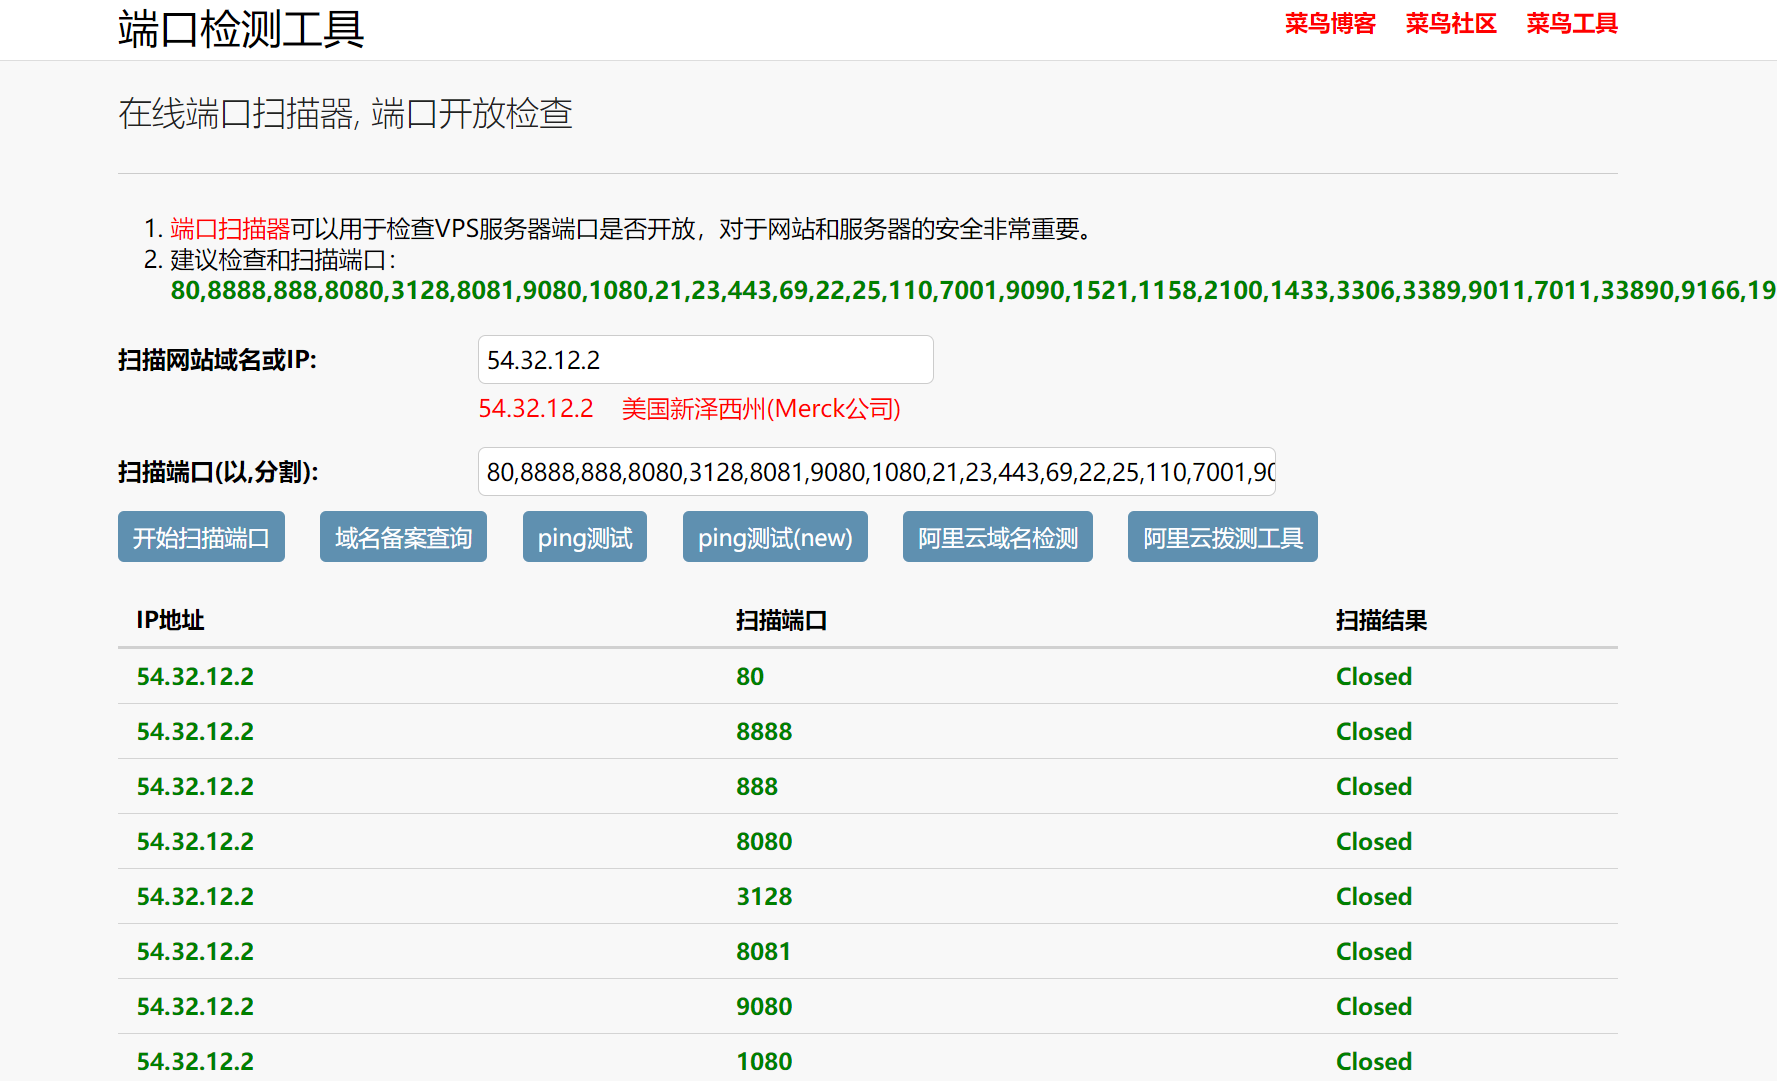 端口检测工具
菜鸟博客 菜鸟社区 菜鸟工具
在线端口扫描器, 端口开放检查
1. 端口扫描器可以用于检查VPS服务器端口是否开放，对于网站和服务器的安全非常重要。
2. 建议检查和扫描端口：
80,8888,888,8080,3128,8081,9080,1080,21,23,443,69,22,25,110,7001,9090,1521,1158,2100,1433,3306,3389,9011,7011,33890,9166,19
扫描网站域名或IP: 54.32.12.2
54.32.12.2 美国新泽西州(Merck公司)
扫描端口(以,分割): 80,8888,888,8080,3128,8081,9080,1080,21,23,443,69,22,25,110,7001,90
开始扫描端口 域名备案查询 ping测试 ping测试(new) 阿里云域名检测 阿里云拨测工具
IP地址 扫描端口 扫描结果
54.32.12.2 80 Closed
54.32.12.2 8888 Closed
54.32.12.2 888 Closed
54.32.12.2 8080 Closed
54.32.12.2 3128 Closed
54.32.12.2 8081 Closed
54.32.12.2 9080 Closed
54.32.12.2 1080 Closed